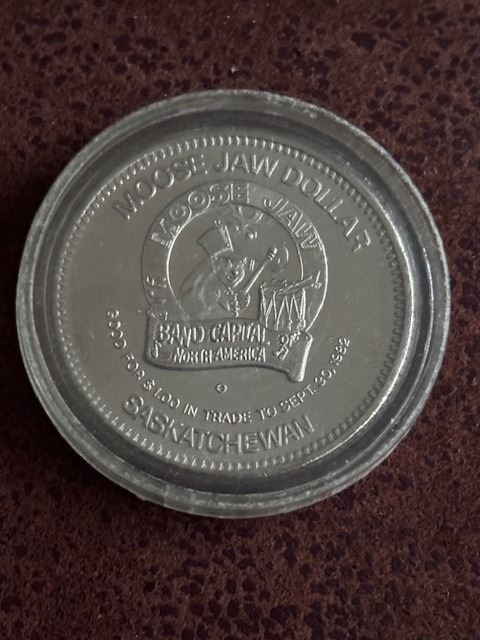 MOOSE JAW DOLLAR
MOOSE JAW
BAND CAPITAL
NORTH AMERICA
GOOD FOR $1.00 IN TRADE TO SEPT. 30, 1992
SASKATCHEWAN